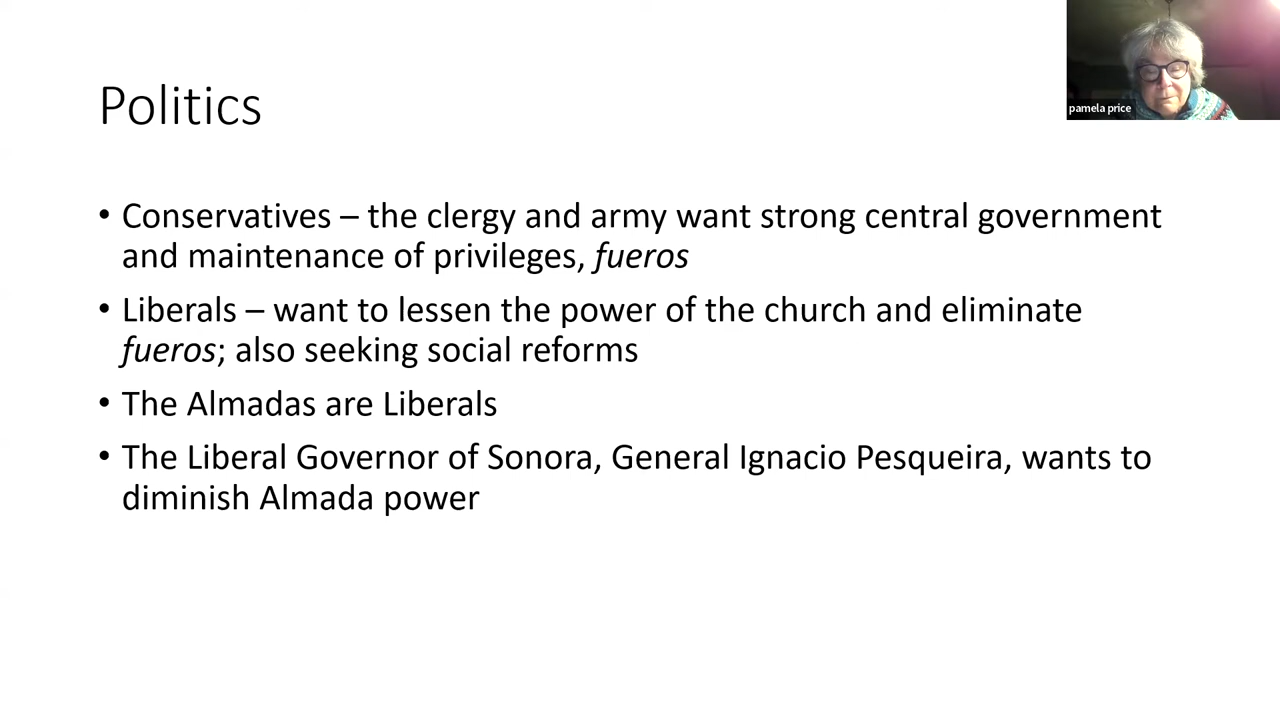 Politics
pamela price
• Conservatives – the clergy and army want strong central government
and maintenance of privileges, fueros
• Liberals – want to lessen the power of the church and eliminate
fueros; also seeking social reforms
• The Almadas are Liberals
• The Liberal Governor of Sonora, General Ignacio Pesqueira, wants to
diminish Almada power